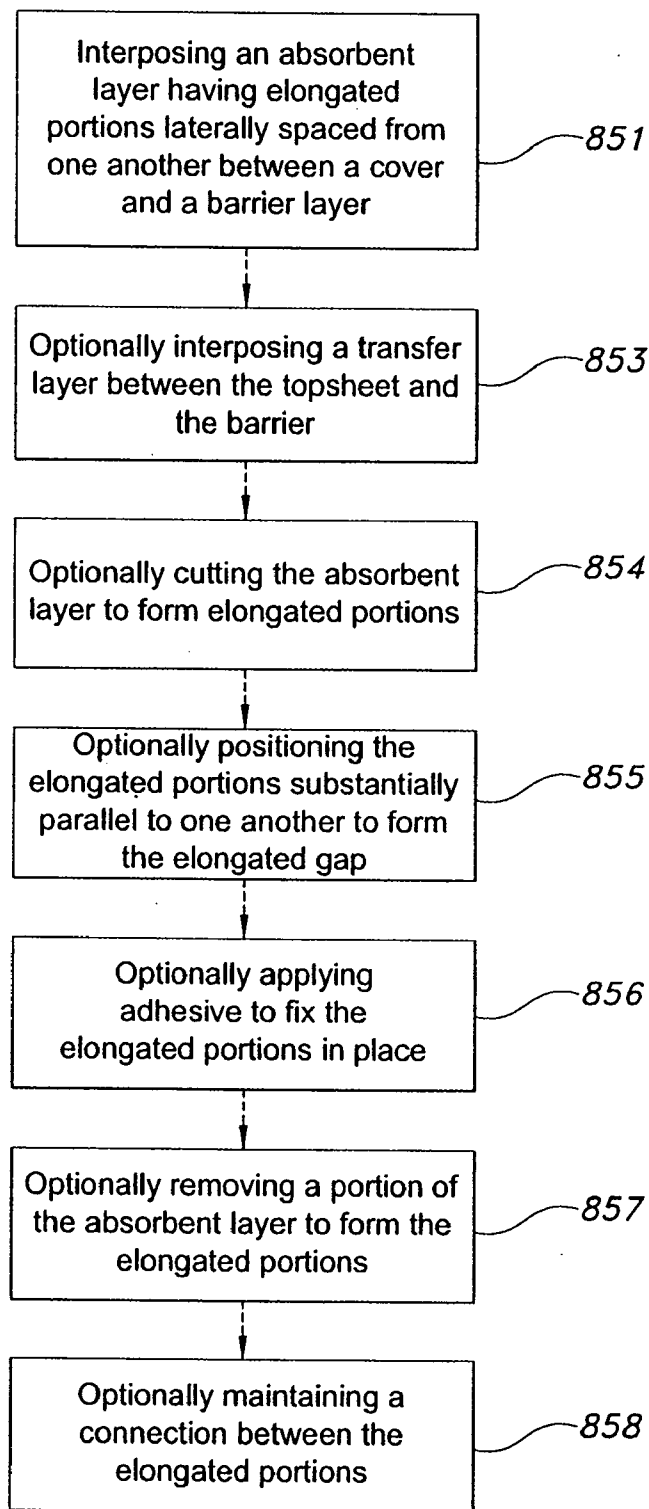 Interposing an absorbent
layer having elongated
portions laterally spaced from
one another between a cover
and a barrier layer
851
Optionally interposing a transfer
layer between the topsheet and
the barrier
853
Optionally cutting the absorbent
layer to form elongated portions
854
Optionally positioning the
elongated portions substantially
parallel to one another to form
the elongated gap
855
Optionally applying
adhesive to fix the
elongated portions in place
856
Optionally removing a portion of
the absorbent layer to form the
elongated portions
857
Optionally maintaining a
connection between the
elongated portions
858